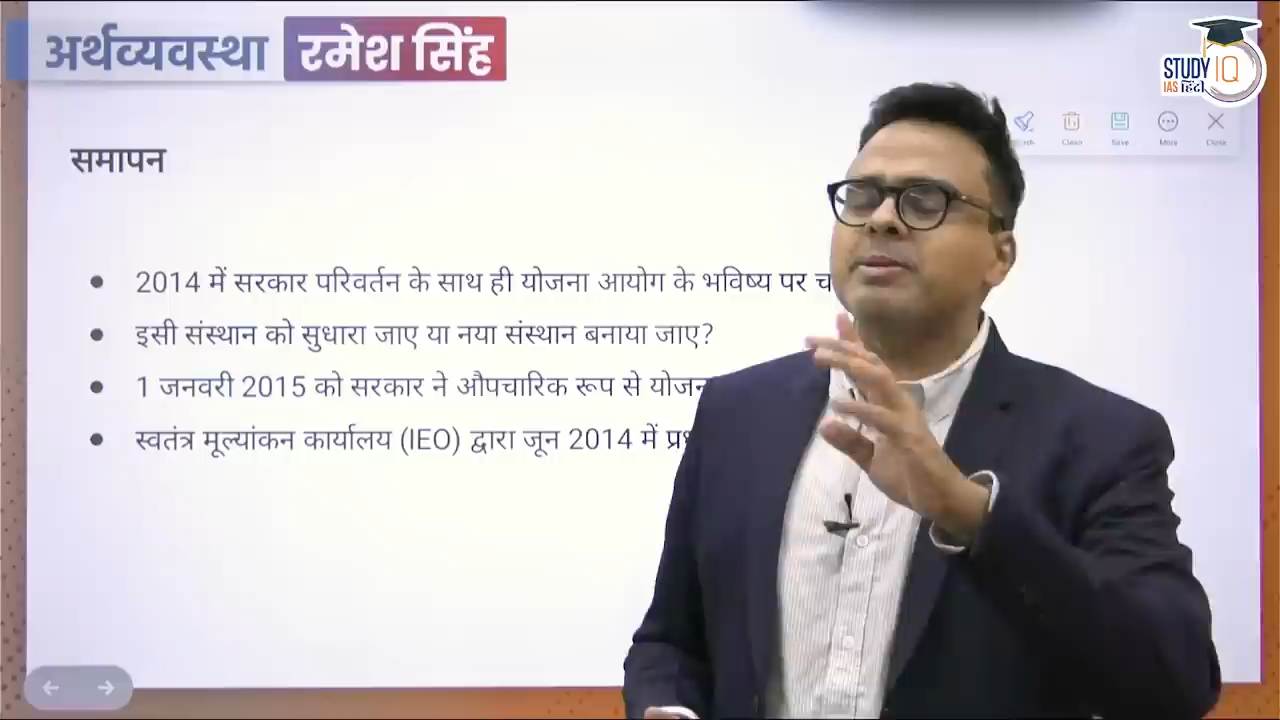 अर्थव्यवस्था रमेश सिंह
STUDY IQ
IAS हिंदी
Clean Save More Close
समापन
2014 में सरकार परिवर्तन के साथ ही योजना आयोग के भविष्य पर
इसी संस्थान को सुधारा जाए या नया संस्थान बनाया जाए?
1 जनवरी 2015 को सरकार ने औपचारिक रूप से
स्वतंत्र मूल्यांकन कार्यालय (IEO) द्वारा जून 2014 में